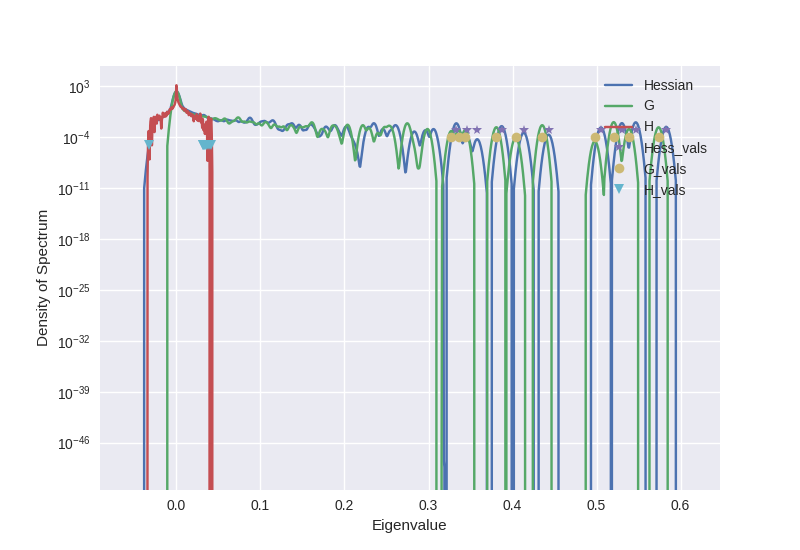 10^3
10^-4
10^-11
10^-18
10^-25
10^-32
10^-39
10^-46
Density of Spectrum
0.0 0.1 0.2 0.3 0.4 0.5 0.6
Eigenvalue
Hessian
G
H
Hess_vals
G_vals
H_vals